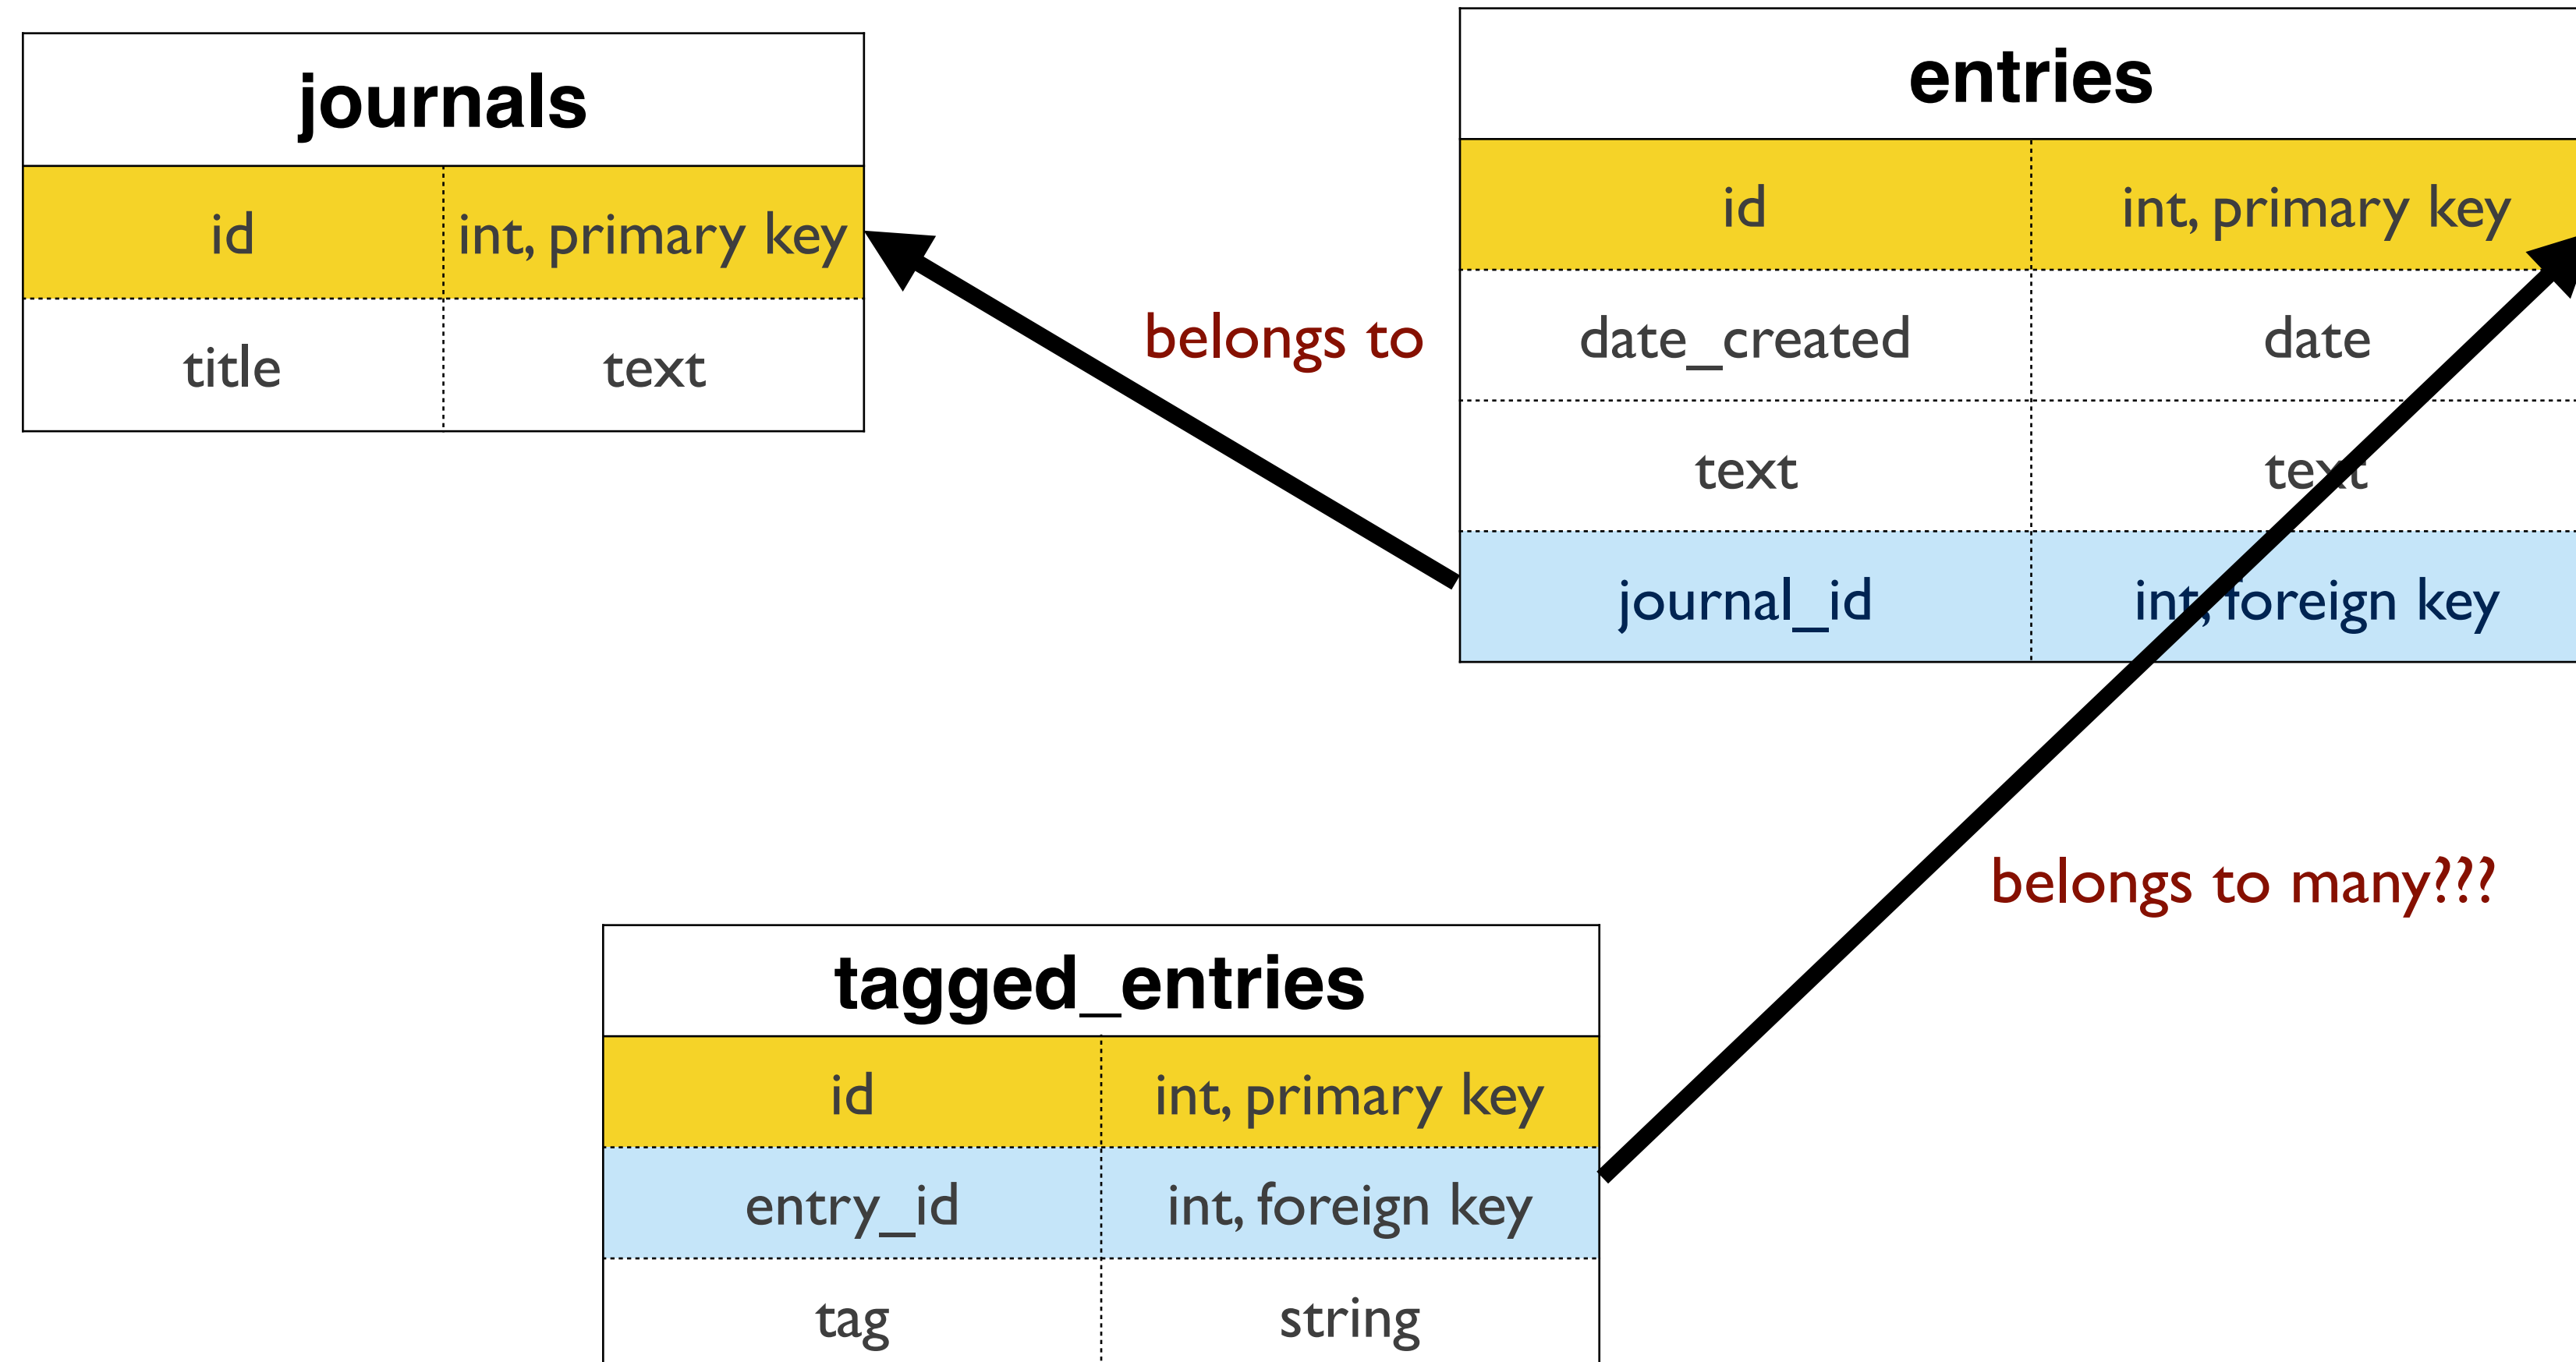 journals
id int, primary key
title text
entries
id int, primary key
date_created date
text text
journal_id int, foreign key
belongs to
belongs to many???
tagged_entries
id int, primary key
entry_id int, foreign key
tag string